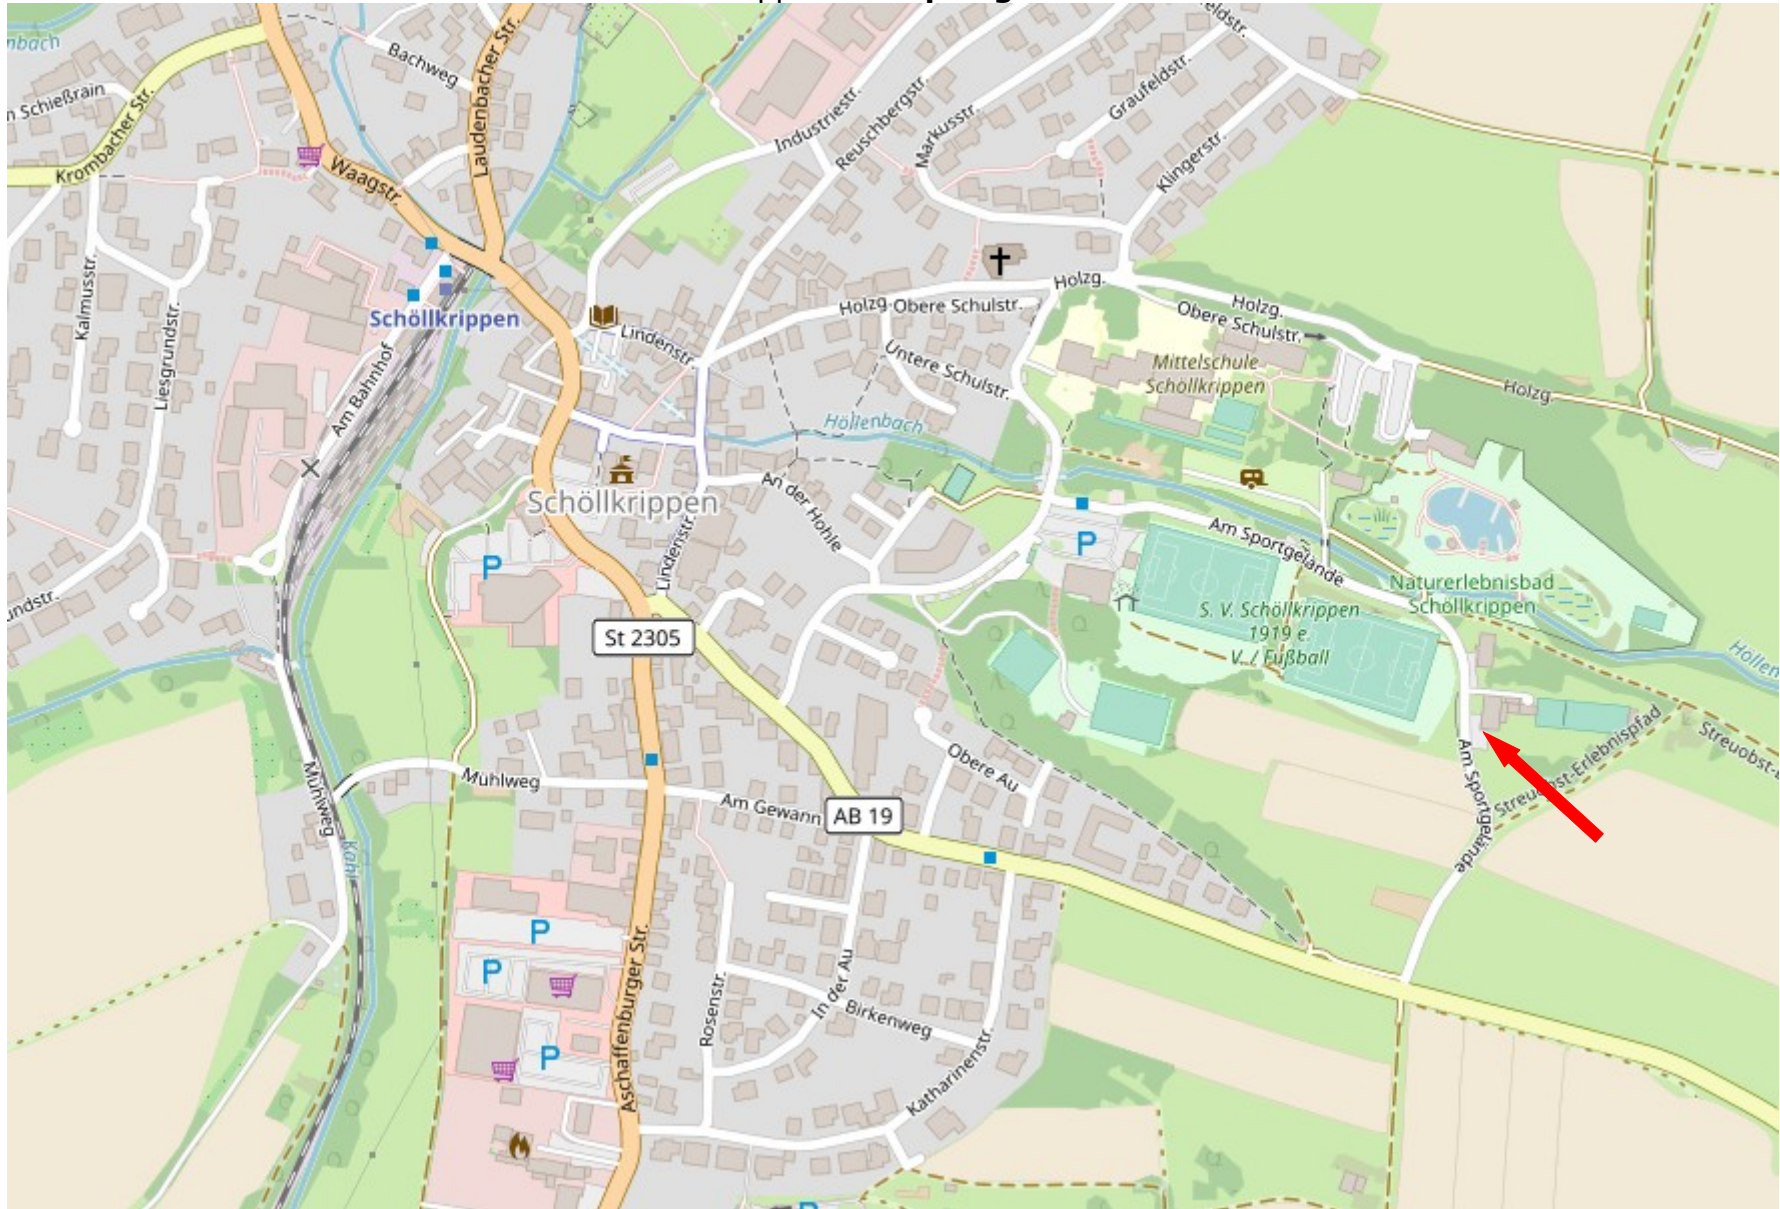 Bachweg
Laudenbacher Str.
Krombacher Str.
Waagstr.
Industriestr.
Reuschbergstr.
Markusstr.
Graufeldstr.
Klingerstr.
Kalmusstr.
Liesgrundstr.
Am Bahnhof
Schöllkrippen
Lindenstr.
Holzg.
Obere Schulstr.
Holzg.
Holzg.
Obere Schulstr.
Untere Schulstr.
Mittelschule
Schöllkrippen
Holzg.
Höllenbach
Schöllkrippen
An der Hohle
Lindenstr.
P
P
Am Sportgelände
Naturerlebnisbad
Schöllkrippen
S. V. Schöllkrippen
1919 e.
V. / Fußball
St 2305
Mühlweg
Mühlweg
Kahl
Am Gewann
AB 19
Obere Au
Am Sportgelände
Streuobst-Erlebnispfad
P
P
P
Aschaffenburger Str.
Rosenstr.
In der Au
Birkenweg
Katharinenstr.